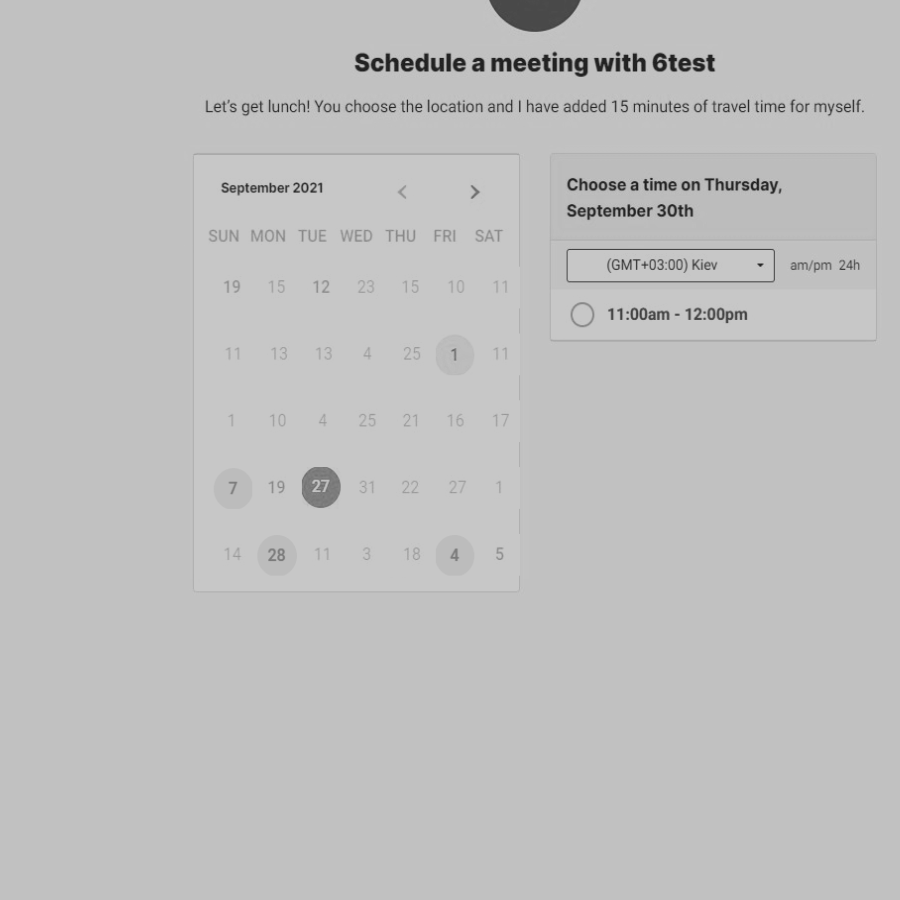 Schedule a meeting with 6test
Let's get lunch! You choose the location and I have added 15 minutes of travel time for myself.
September 2021
SUN MON TUE WED THU FRI SAT
19 15 12 23 15 10 11
11 13 13 4 25 1 11
1 10 4 25 21 16 17
7 19 27 31 22 27 1
14 28 11 3 18 4 5
Choose a time on Thursday,
September 30th
(GMT+03:00) Kiev am/pm 24h
11:00am - 12:00pm